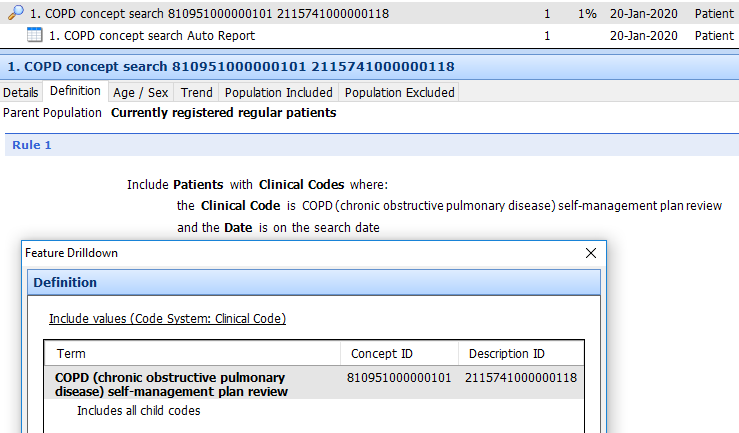 1. COPD concept search 810951000000101 2115741000000118 1 1% 20-Jan-2020 Patient
1. COPD concept search Auto Report 1 20-Jan-2020 Patient
1. COPD concept search 810951000000101 2115741000000118
Details Definition Age / Sex Trend Population Included Population Excluded
Parent Population Currently registered regular patients
Rule 1
Include Patients with Clinical Codes where:
the Clinical Code is COPD (chronic obstructive pulmonary disease) self-management plan review
and the Date is on the search date
Feature Drilldown
Definition
Include values (Code System: Clinical Code)
Term Concept ID Description ID
COPD (chronic obstructive pulmonary 810951000000101 2115741000000118
disease) self-management plan review
Includes all child codes